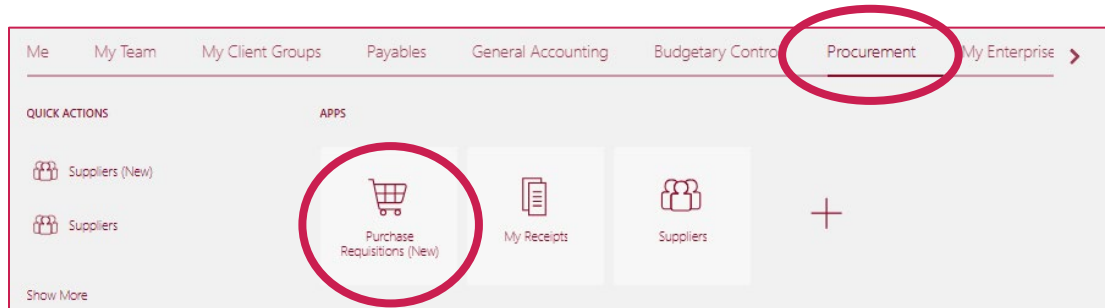 Me My Team My Client Groups Payables General Accounting Budgetary Contro Procurement My Enterprise
QUICK ACTIONS APPS
Suppliers (New)
Suppliers
Purchase
Requisitions (New)
My Receipts
Suppliers
Show More